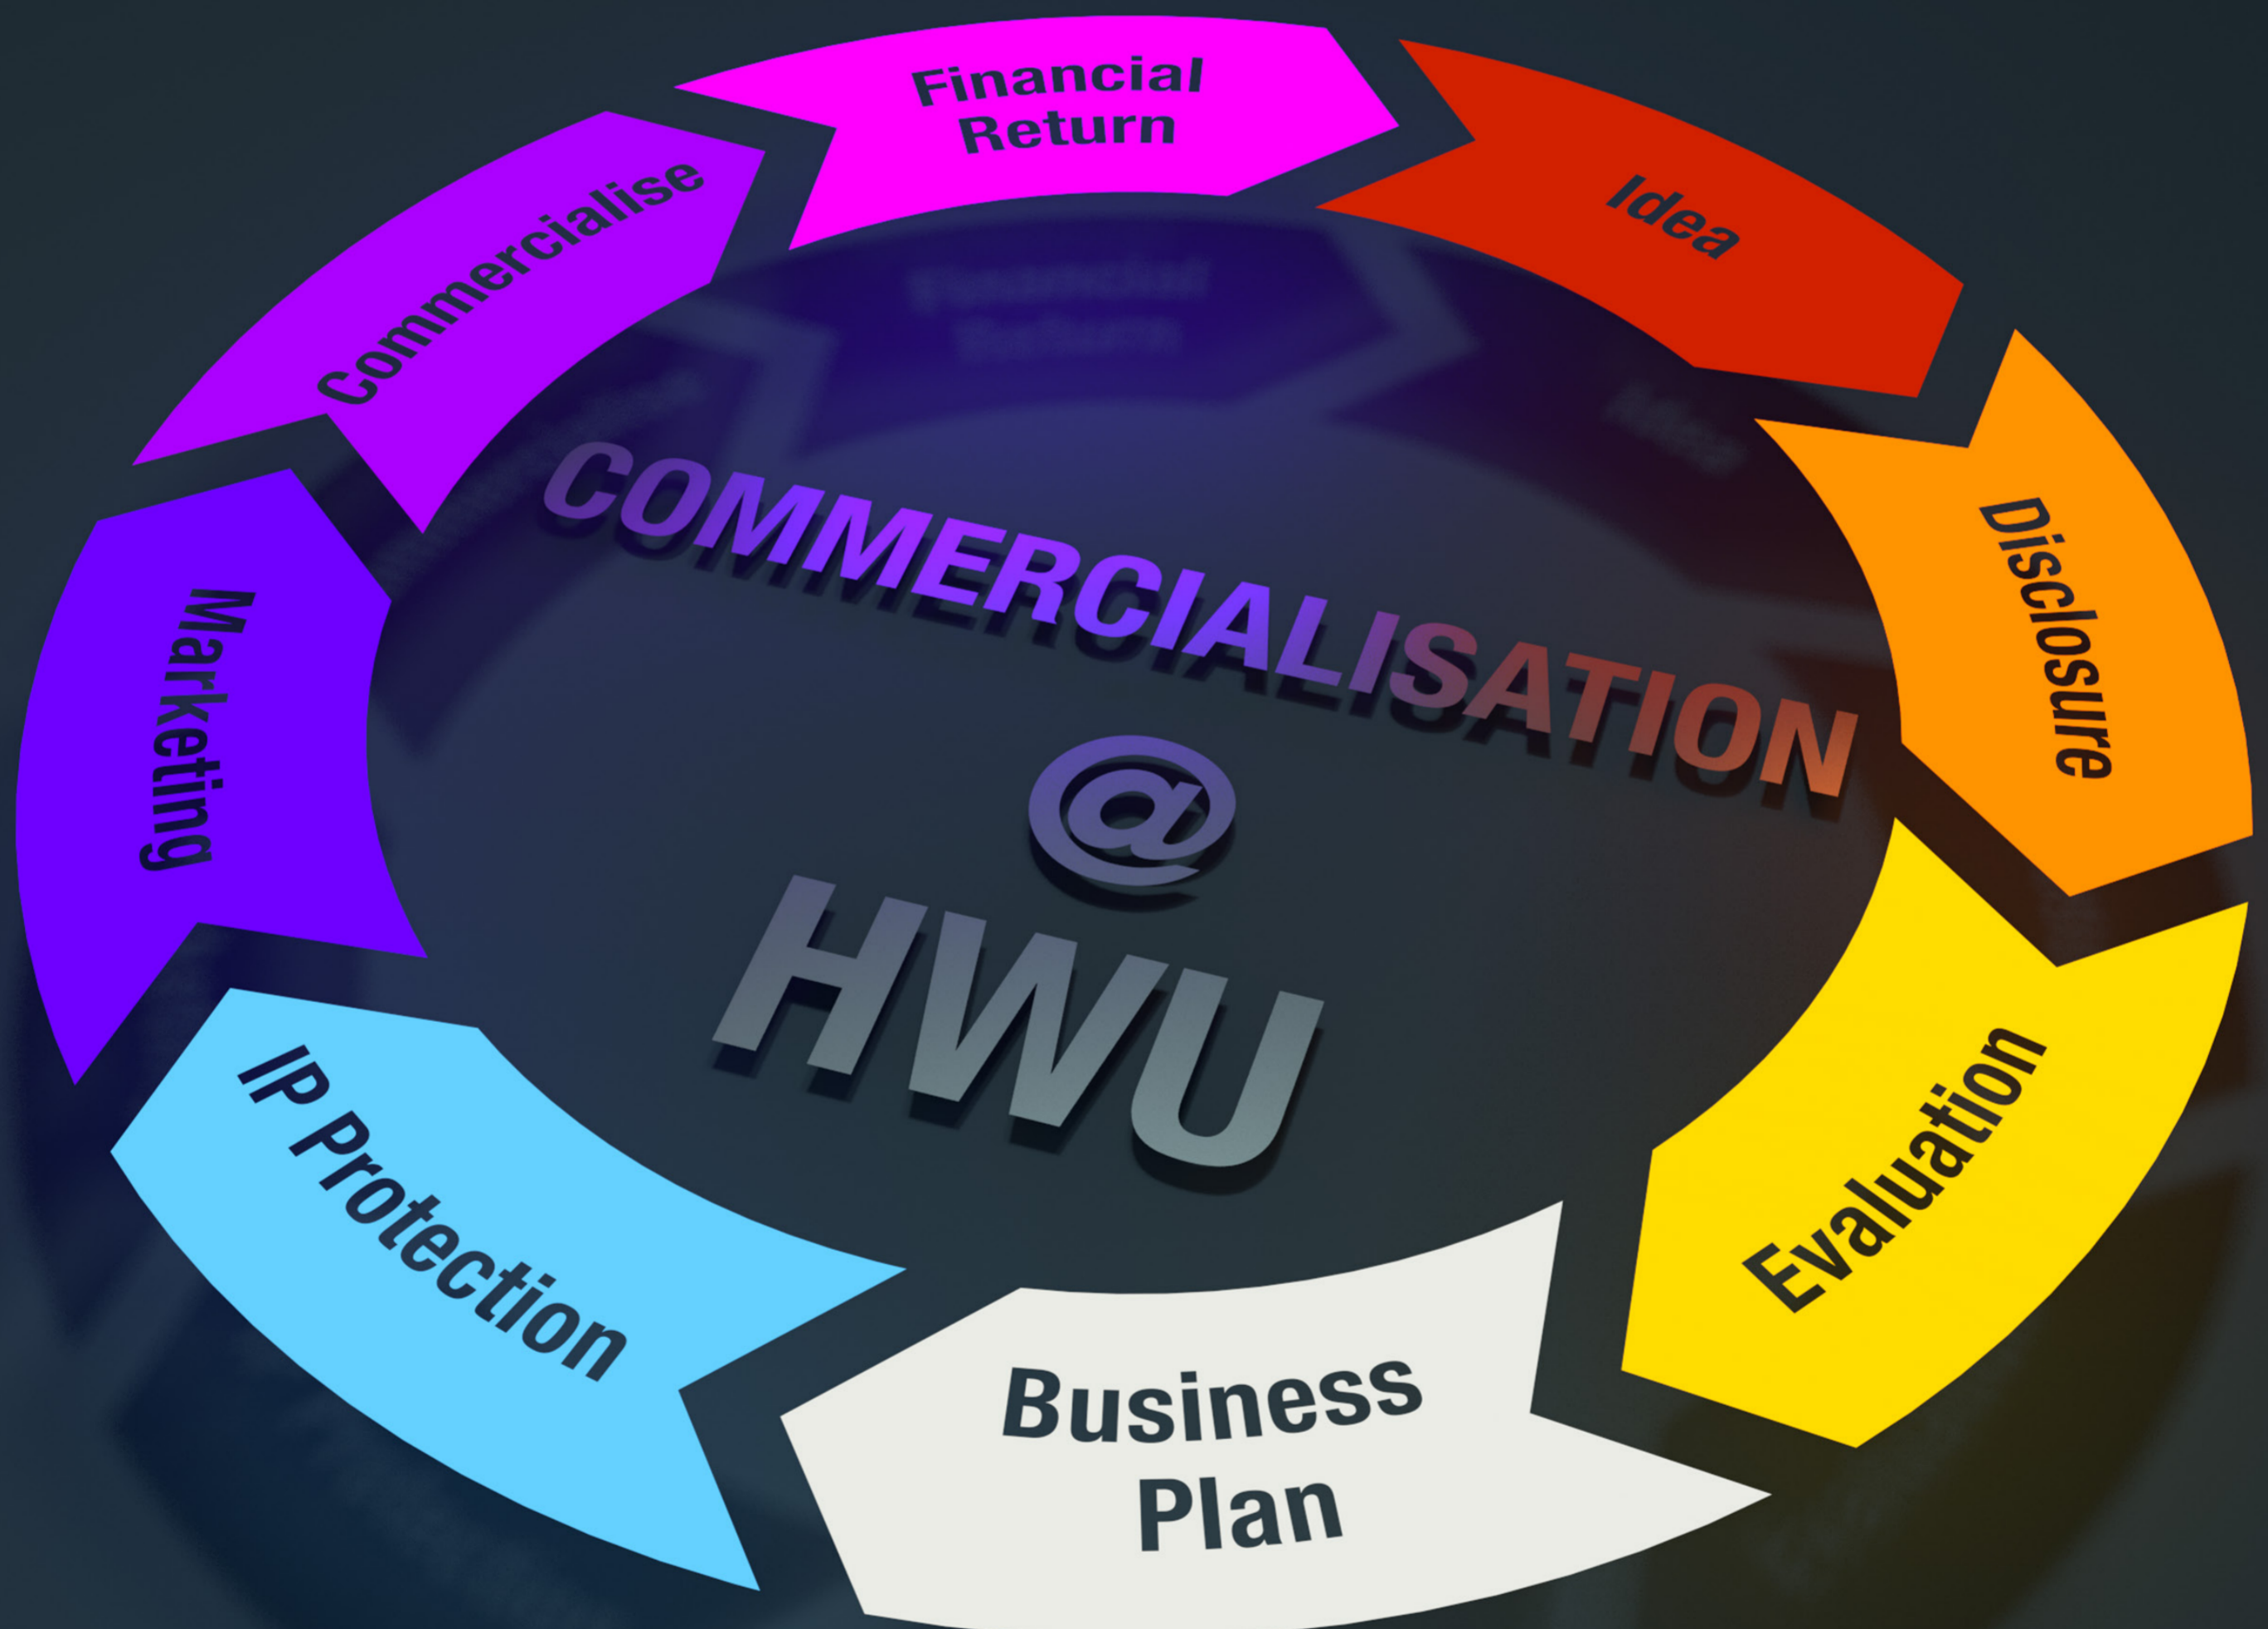 Financial
Return
Idea
Disclosure
Evaluation
Business
Plan
IP Protection
Marketing
Commercialise
COMMERCIALISATION
@
HWU